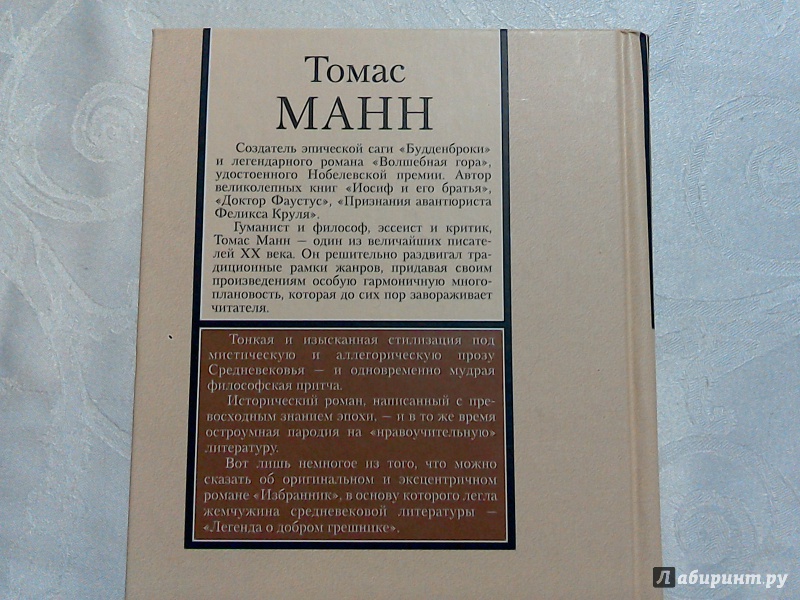 Томас
МАНН
Создатель эпической саги «Будденброки»
и легендарного романа «Волшебная гора»,
удостоенного Нобелевской премии. Автор
великолепных книг «Иосиф и его братья»,
«Доктор Фаустус», «Признания авантюриста
Феликса Круля».
Гуманист и философ, эссеист и критик,
Томас Манн — один из величайших писате-
лей XX века. Он решительно раздвигал тра-
диционные рамки жанров, придавая своим
произведениям особую гармоничную много-
плановость, которая до сих пор завораживает
читателя.
Тонкая и изысканная стилизация под
мистическую и аллегорическую прозу
Средневековья — и одновременно мудрая
философская притча.
Исторический роман, написанный с пре-
восходным знанием эпохи, — и в то же время
остроумная пародия на «нравоучительную»
литературу.
Вот лишь немногое из того, что можно
сказать об оригинальном и эксцентричном
романе «Избранник», в основу которого легла
жемчужина средневековой литературы —
«Легенда о добром грешнике».
Лабиринт.ру